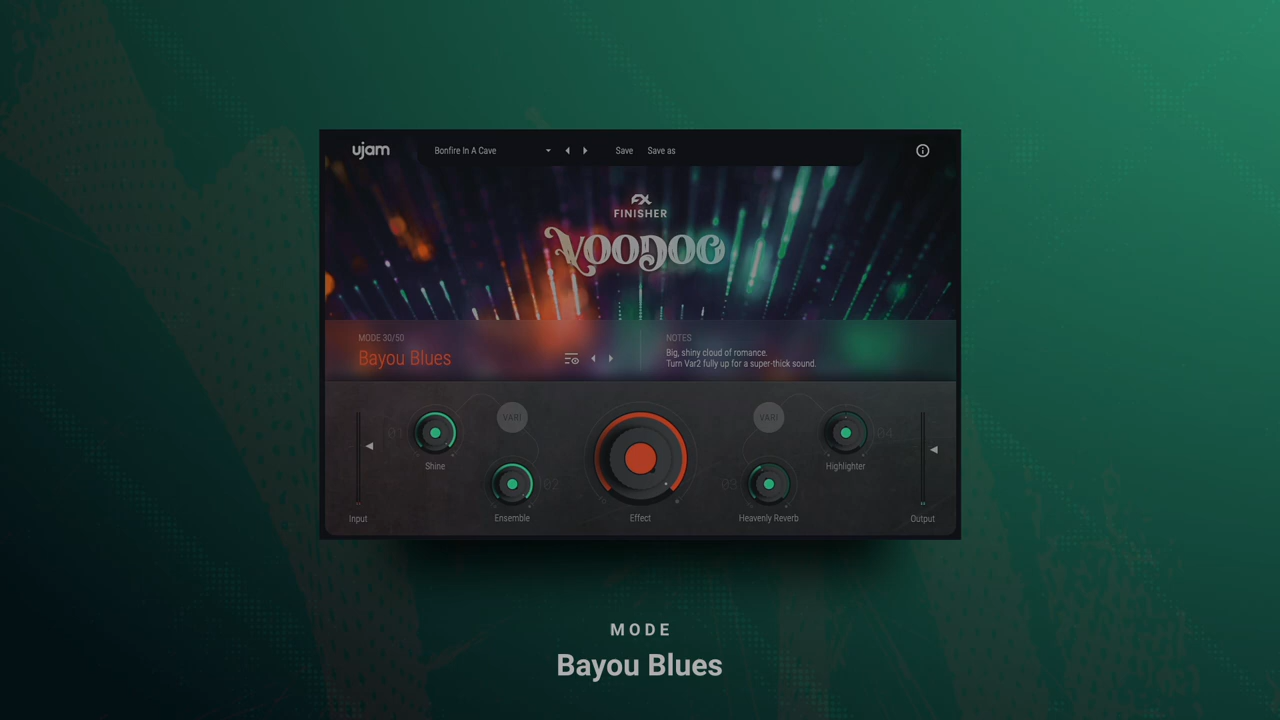 ujam
Bonfire In A Cave
Save
Save as
FX
FINISHER
VOODOO
MODE 30/50
Bayou Blues
NOTES
Big, shiny cloud of romance.
Turn Var2 fully up for a super-thick sound.
01
Shine
VARI
02
Ensemble
Effect
VARI
03
Heavenly Reverb
04
Highlighter
Input
Output
MODE
Bayou Blues